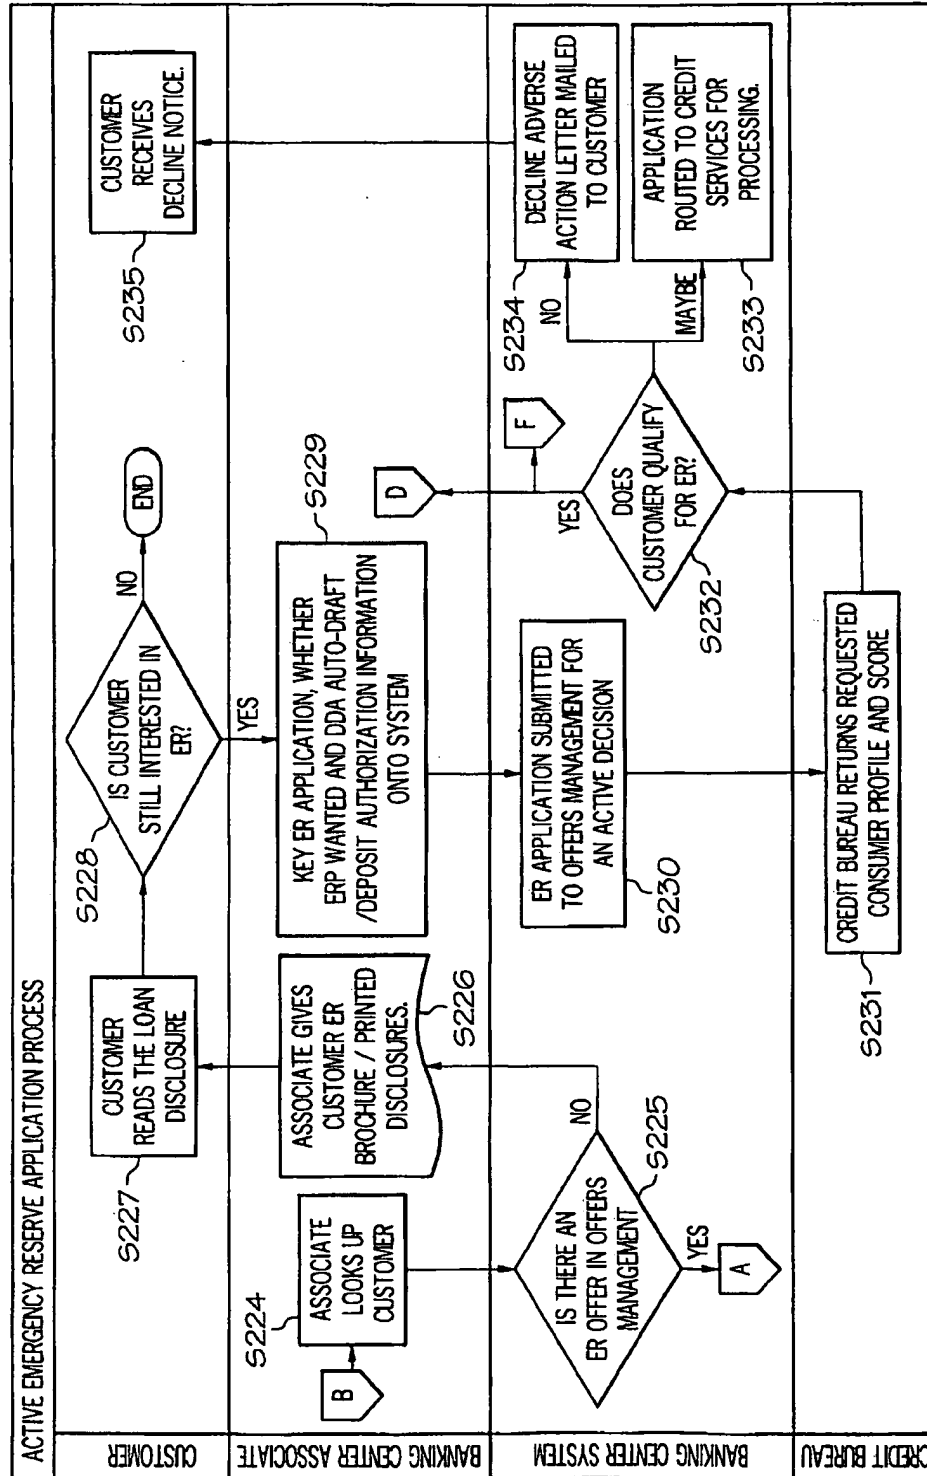 ACTIVE EMERGENCY RESERVE APPLICATION PROCESS
CUSTOMER
CUSTOMER
READS THE LOAN
DISCLOSURE
S227
IS CUSTOMER
STILL INTERESTED IN
ER?
S228
NO
END
YES
CUSTOMER
RECEIVES
DECLINE NOTICE.
S235
BANKING CENTER ASSOCIATE
B
ASSOCIATE
LOOKS UP
CUSTOMER
S224
ASSOCIATE GIVES
CUSTOMER ER
BROCHURE / PRINTED
DISCLOSURES.
S226
KEY ER APPLICATION, WHETHER
ERP WANTED AND DDA AUTO-DRAFT
/DEPOSIT AUTHORIZATION INFORMATION
ONTO SYSTEM
S229
D
BANKING CENTER SYSTEM
IS THERE AN
ER OFFER IN OFFERS
MANAGEMENT
S225
NO
YES
A
ER APPLICATION SUBMITTED
TO OFFERS MANAGEMENT FOR
AN ACTIVE DECISION
S230
DOES
CUSTOMER QUALIFY
FOR ER?
S232
YES
F
NO
MAYBE
DECLINE ADVERSE
ACTION LETTER MAILED
TO CUSTOMER
S234
APPLICATION
ROUTED TO CREDIT
SERVICES FOR
PROCESSING.
S233
CREDIT BUREAU
CREDIT BUREAU RETURNS REQUESTED
CONSUMER PROFILE AND SCORE
S231